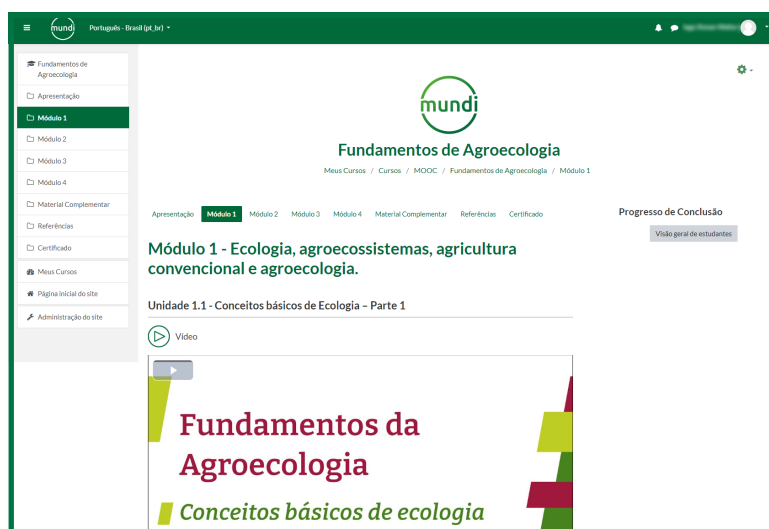 mundi
Português - Brasil (pt_br)
Fundamentos de
Agroecologia
Apresentação
Módulo 1
Módulo 2
Módulo 3
Módulo 4
Material Complementar
Referências
Certificado
Meus Cursos
Página inicial do site
Administração do site
mundi
Fundamentos de Agroecologia
Meus Cursos / Cursos / MOOC / Fundamentos de Agroecologia / Módulo 1
Apresentação Módulo 1 Módulo 2 Módulo 3 Módulo 4 Material Complementar Referências Certificado
Módulo 1 - Ecologia, agroecossistemas, agricultura
convencional e agroecologia.
Unidade 1.1 - Conceitos básicos de Ecologia – Parte 1
Vídeo
Fundamentos da
Agroecologia
Conceitos básicos de ecologia
Progresso de Conclusão
Visão geral de estudantes